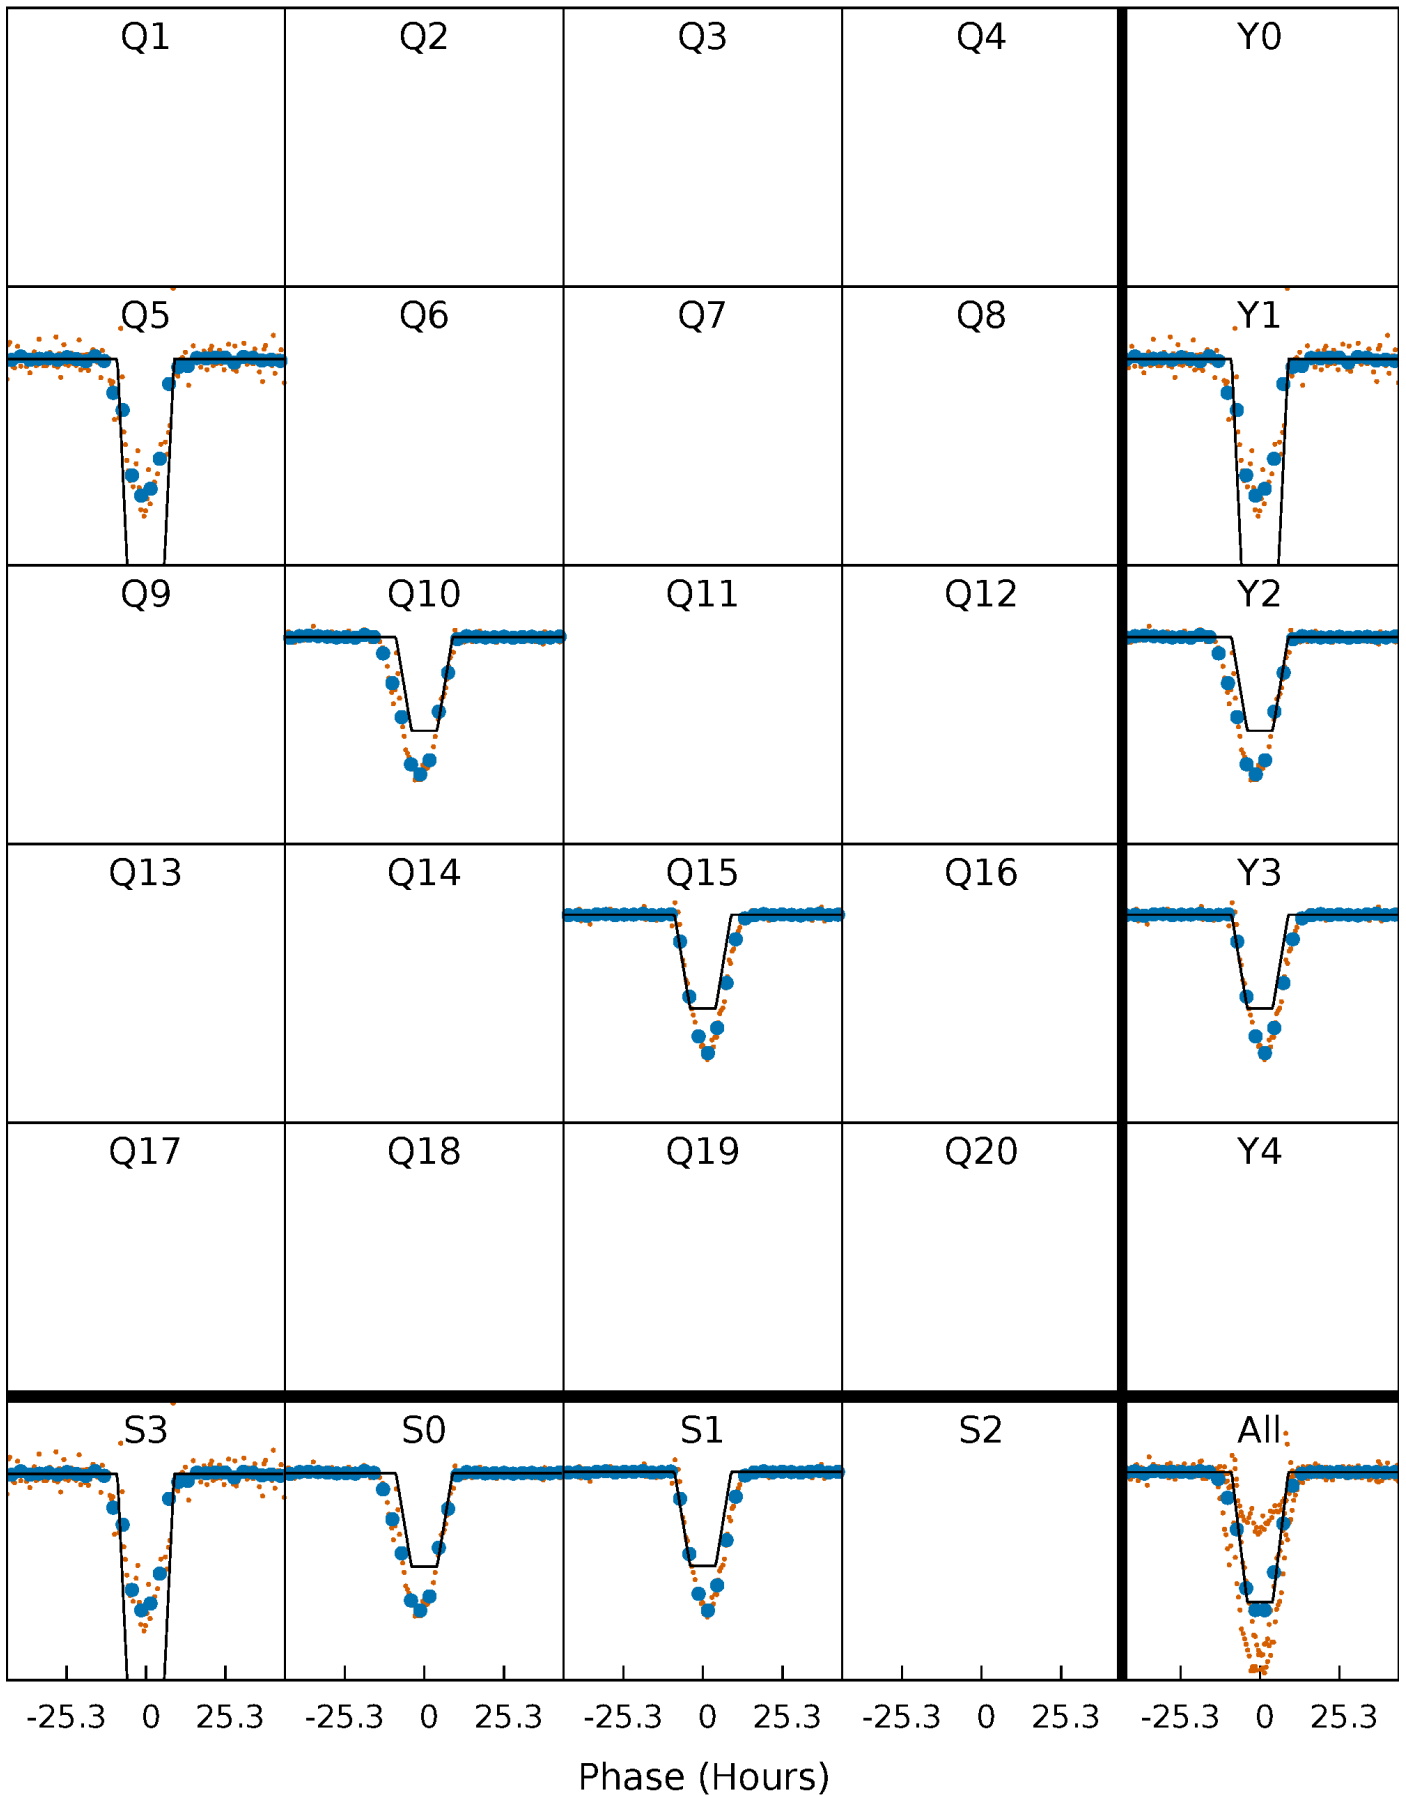 Q1 Q2 Q3 Q4 Y0
Q5 Q6 Q7 Q8 Y1
Q9 Q10 Q11 Q12 Y2
Q13 Q14 Q15 Q16 Y3
Q17 Q18 Q19 Q20 Y4
S3 S0 S1 S2 All
-25.3 0 25.3 -25.3 0 25.3 -25.3 0 25.3 -25.3 0 25.3 -25.3 0 25.3
Phase (Hours)